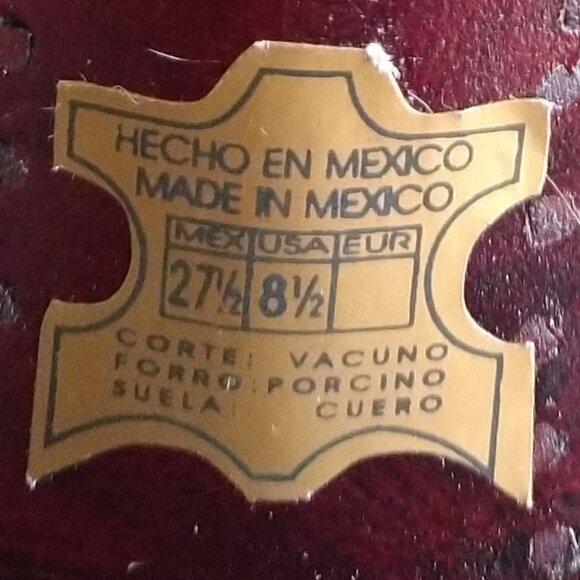 HECHO EN MEXICO
MADE IN MEXICO
MEX USA EUR
27½ 8½
CORTE: VACUNO
FORRO: PORCINO
SUELA: CUERO